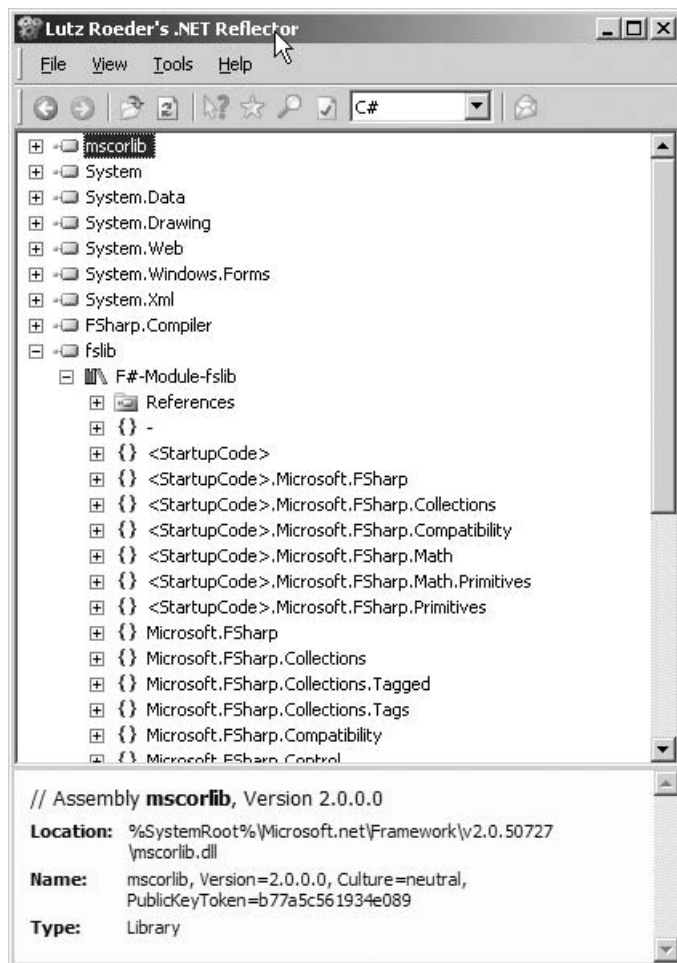 Lutz Roeder's .NET Reflector
File View Tools Help
C#
mscorlib
System
System.Data
System.Drawing
System.Web
System.Windows.Forms
System.Xml
FSharp.Compiler
fslib
F#-Module-fslib
References
{} -
{} <StartupCode>
{} <StartupCode>.Microsoft.FSharp
{} <StartupCode>.Microsoft.FSharp.Collections
{} <StartupCode>.Microsoft.FSharp.Compatibility
{} <StartupCode>.Microsoft.FSharp.Math
{} <StartupCode>.Microsoft.FSharp.Math.Primitives
{} <StartupCode>.Microsoft.FSharp.Primitives
{} Microsoft.FSharp
{} Microsoft.FSharp.Collections
{} Microsoft.FSharp.Collections.Tagged
{} Microsoft.FSharp.Collections.Tags
{} Microsoft.FSharp.Compatibility
{} Microsoft.FSharp.Control
// Assembly mscorlib, Version 2.0.0.0
Location: %SystemRoot%\Microsoft.net\Framework\v2.0.50727
\mscorlib.dll
Name: mscorlib, Version=2.0.0.0, Culture=neutral,
PublicKeyToken=b77a5c561934e089
Type: Library